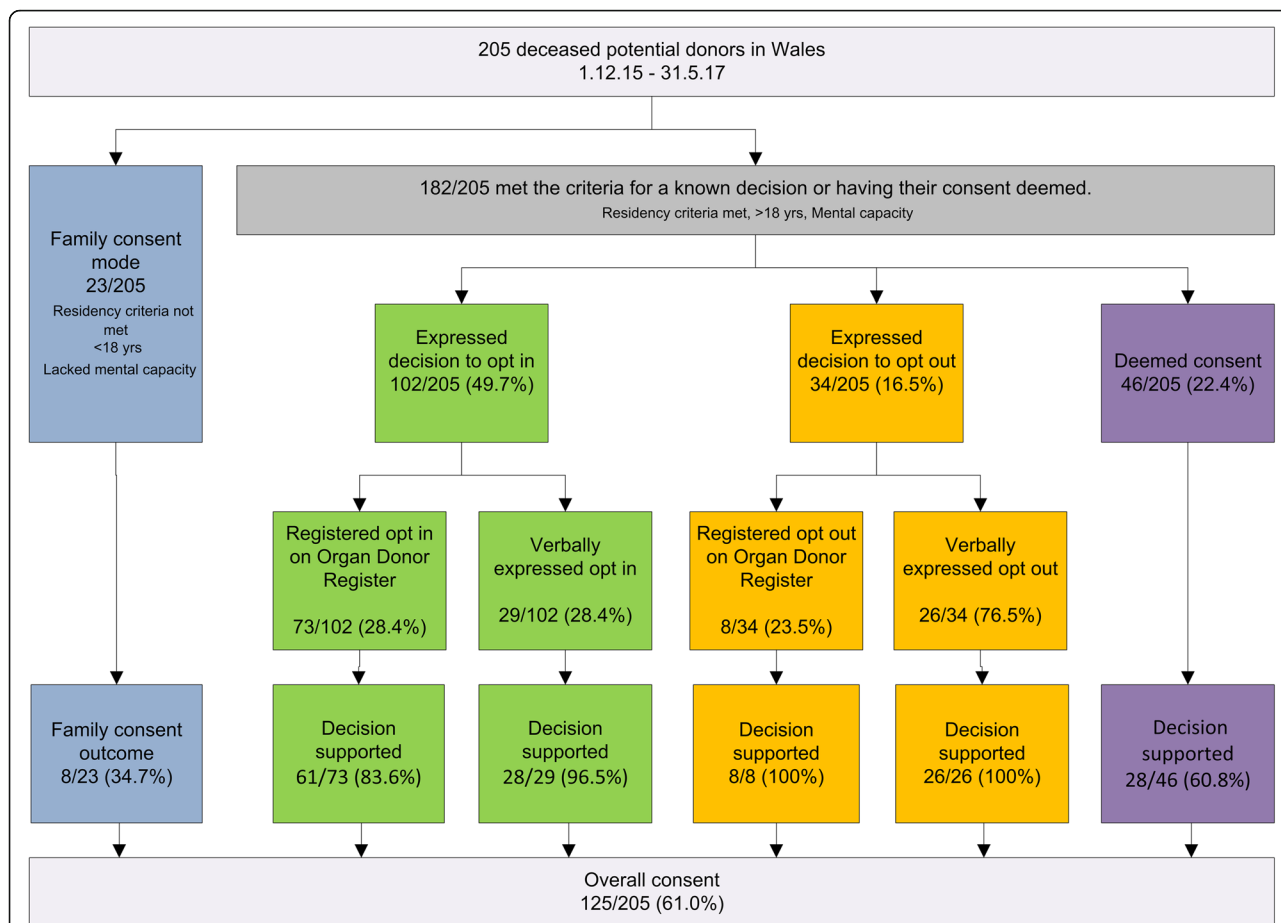 205 deceased potential donors in Wales
1.12.15 - 31.5.17
Family consent
mode
23/205
Residency criteria not
met
<18 yrs
Lacked mental capacity
182/205 met the criteria for a known decision or having their consent deemed.
Residency criteria met, >18 yrs, Mental capacity
Expressed
decision to opt in
102/205 (49.7%)
Expressed
decision to opt out
34/205 (16.5%)
Deemed consent
46/205 (22.4%)
Registered opt in
on Organ Donor
Register
73/102 (28.4%)
Verbally
expressed opt in
29/102 (28.4%)
Registered opt out
on Organ Donor
Register
8/34 (23.5%)
Verbally
expressed opt out
26/34 (76.5%)
Family consent
outcome
8/23 (34.7%)
Decision
supported
61/73 (83.6%)
Decision
supported
28/29 (96.5%)
Decision
supported
8/8 (100%)
Decision
supported
26/26 (100%)
Decision
supported
28/46 (60.8%)
Overall consent
125/205 (61.0%)